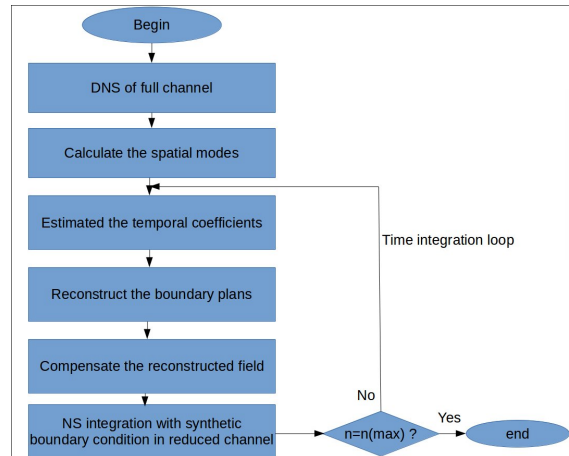 Begin
DNS of full channel
Calculate the spatial modes
Estimated the temporal coefficients
Time integration loop
Reconstruct the boundary plans
Compensate the reconstructed field
No
NS integration with synthetic
boundary condition in reduced channel
n=n(max) ?
Yes
end